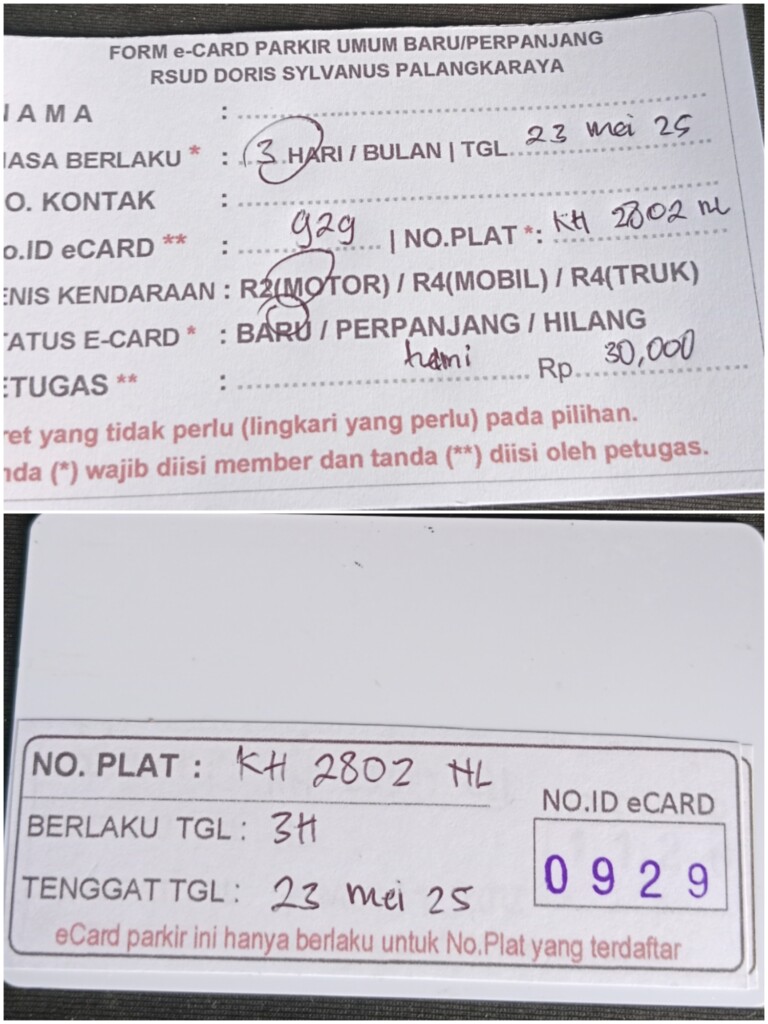 FORM e-CARD PARKIR UMUM BARU/PERPANJANG
RSUD DORIS SYLVANUS PALANGKARAYA
NAMA :
ASA BERLAKU * : 3 HARI / BULAN | TGL. 23 mei 25
O. KONTAK :
o.ID eCARD ** : 929 | NO.PLAT *: KH 2802 HL
ENIS KENDARAAN : R2(MOTOR) / R4(MOBIL) / R4(TRUK)
ATUS E-CARD * : BARU / PERPANJANG / HILANG
ETUGAS ** : Rp. 30,000
ret yang tidak perlu (lingkari yang perlu) pada pilihan.
nda (*) wajib diisi member dan tanda (**) diisi oleh petugas.
NO. PLAT : KH 2802 HL
BERLAKU TGL : 3H
TENGGAT TGL : 23 mei 25
NO.ID eCARD
0929
eCard parkir ini hanya berlaku untuk No.Plat yang terdaftar